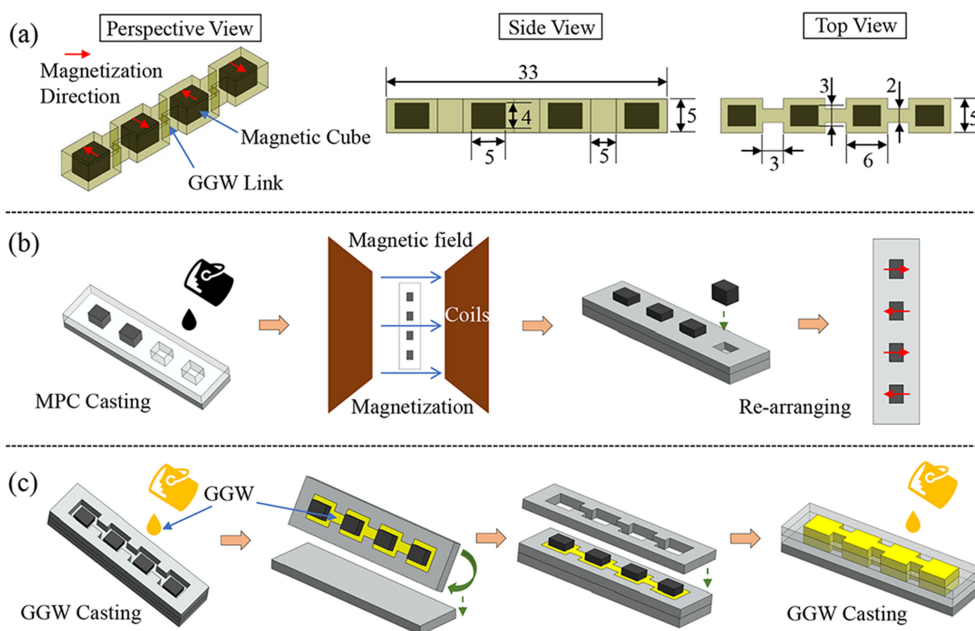 (a)
Perspective View
Side View
Top View
Magnetization
Direction
Magnetic Cube
GGW Link
33
4
5
5
5
3
2
5
3
6
(b)
Magnetic field
Coils
MPC Casting
Magnetization
Re-arranging
(c)
GGW
GGW Casting
GGW Casting